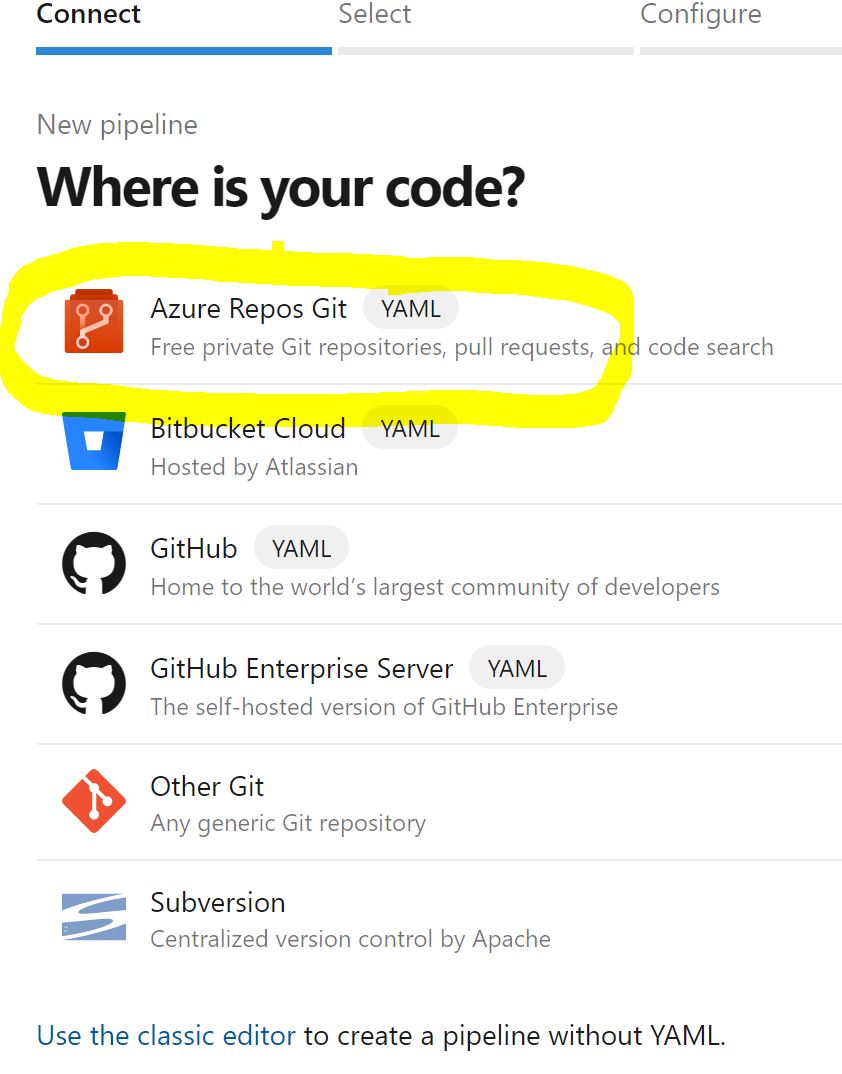 Connect Select Configure
New pipeline
Where is your code?
Azure Repos Git YAML
Free private Git repositories, pull requests, and code search
Bitbucket Cloud YAML
Hosted by Atlassian
GitHub YAML
Home to the world’s largest community of developers
GitHub Enterprise Server YAML
The self-hosted version of GitHub Enterprise
Other Git
Any generic Git repository
Subversion
Centralized version control by Apache
Use the classic editor to create a pipeline without YAML.